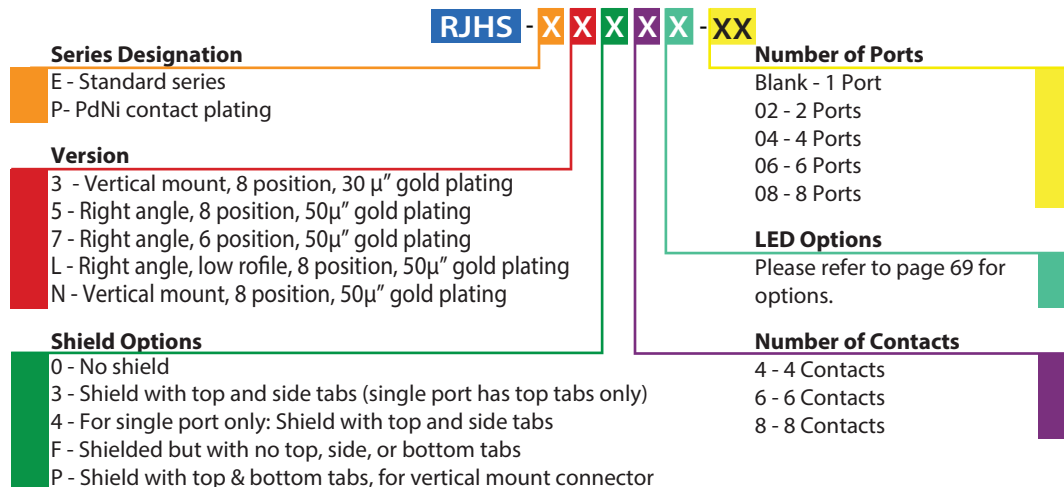 RJHS - X X X X X - XX
Series Designation
E - Standard series
P- PdNi contact plating
Version
3 - Vertical mount, 8 position, 30 µ” gold plating
5 - Right angle, 8 position, 50µ” gold plating
7 - Right angle, 6 position, 50µ” gold plating
L - Right angle, low rofile, 8 position, 50µ” gold plating
N - Vertical mount, 8 position, 50µ” gold plating
Shield Options
0 - No shield
3 - Shield with top and side tabs (single port has top tabs only)
4 - For single port only: Shield with top and side tabs
F - Shielded but with no top, side, or bottom tabs
P - Shield with top & bottom tabs, for vertical mount connector
Number of Ports
Blank - 1 Port
02 - 2 Ports
04 - 4 Ports
06 - 6 Ports
08 - 8 Ports
LED Options
Please refer to page 69 for
options.
Number of Contacts
4 - 4 Contacts
6 - 6 Contacts
8 - 8 Contacts